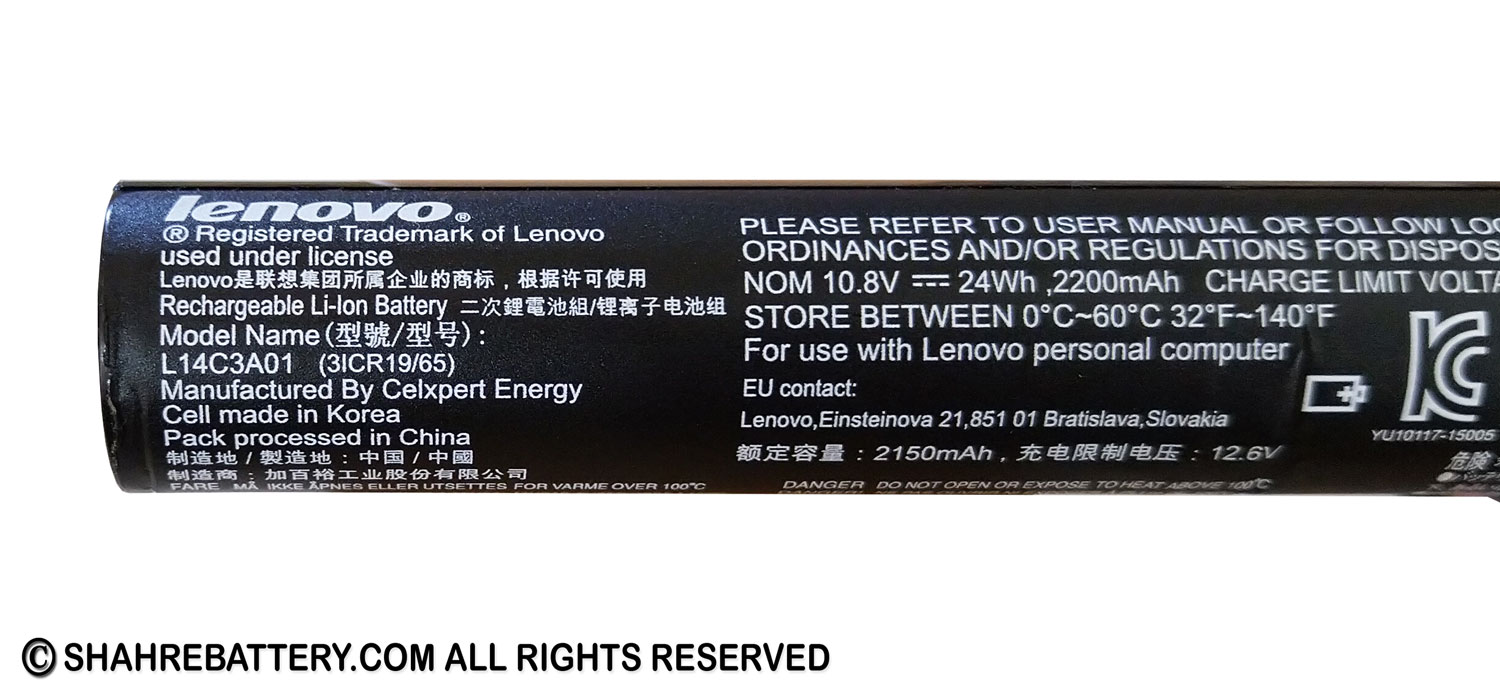 lenovo®
® Registered Trademark of Lenovo
used under license
Lenovo是联想集团所属企业的商标，根据许可使用
Rechargeable Li-Ion Battery 二次鋰電池組/锂离子电池组
Model Name(型號/型号):
L14C3A01 (3ICR19/65)
Manufactured By Celxpert Energy
Cell made in Korea
Pack processed in China
制造地 / 製造地 : 中国 / 中國
制造商 : 加百裕工业股份有限公司
FARE MÅ IKKE ÅPNES ELLER UTSETTES FOR VARME OVER 100°C
PLEASE REFER TO USER MANUAL OR FOLLOW
ORDINANCES AND/OR REGULATIONS FOR
NOM 10.8V ⎓ 24Wh ,2200mAh CHARGE LIMIT
STORE BETWEEN 0°C~60°C 32°F~140°F
For use with Lenovo personal computer
EU contact:
Lenovo,Einsteinova 21,851 01 Bratislava,Slovakia
额定容量 : 2150mAh , 充电限制电压 : 12.6V
DANGER DO NOT OPEN OR EXPOSE TO HEAT ABOVE 100°C
YU10117-15005
危険
© SHAHREBATTERY.COM ALL RIGHTS RESERVED